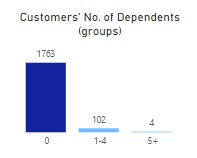 Customers' No. of Dependents
(groups)
1763
102
4
0 1-4 5+